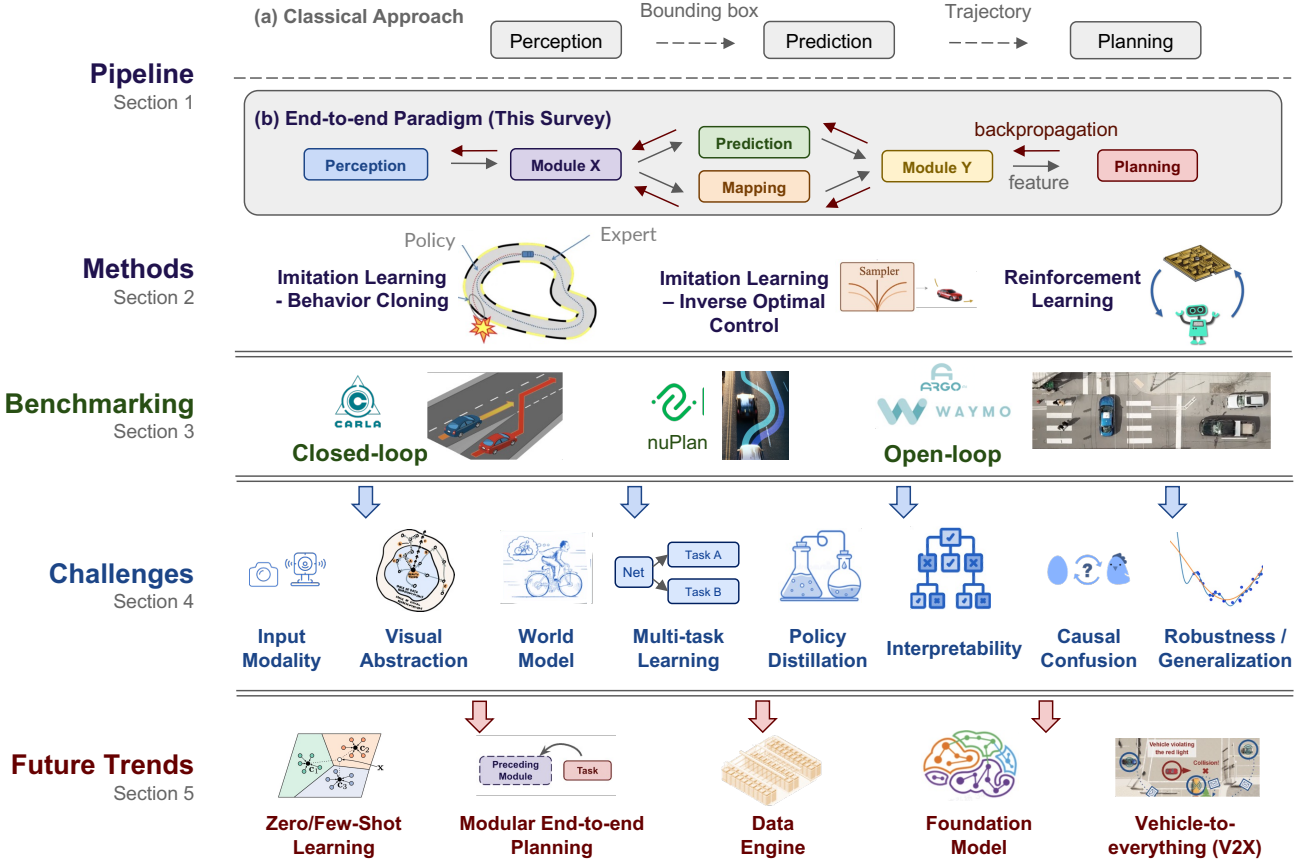 (a) Classical Approach
Bounding box
Trajectory
Perception
Prediction
Planning
Pipeline
Section 1
(b) End-to-end Paradigm (This Survey)
backpropagation
Perception
Module X
Prediction
Mapping
Module Y
feature
Planning
Methods
Section 2
Imitation Learning
- Behavior Cloning
Policy
Expert
Imitation Learning
– Inverse Optimal
Control
Sampler
Reinforcement
Learning
Benchmarking
Section 3
CARLA
Closed-loop
nuPlan
ARGO
WAYMO
Open-loop
Challenges
Section 4
Input
Modality
Visual
Abstraction
World
Model
Net
Task A
Task B
Multi-task
Learning
Policy
Distillation
Interpretability
?
Causal
Confusion
Robustness /
Generalization
Future Trends
Section 5
C1
C2
C3
x
Zero/Few-Shot
Learning
Preceding
Module
Task
Modular End-to-end
Planning
Data
Engine
Foundation
Model
Vehicle violating
the red light
Collision!
Vehicle-to-
everything (V2X)